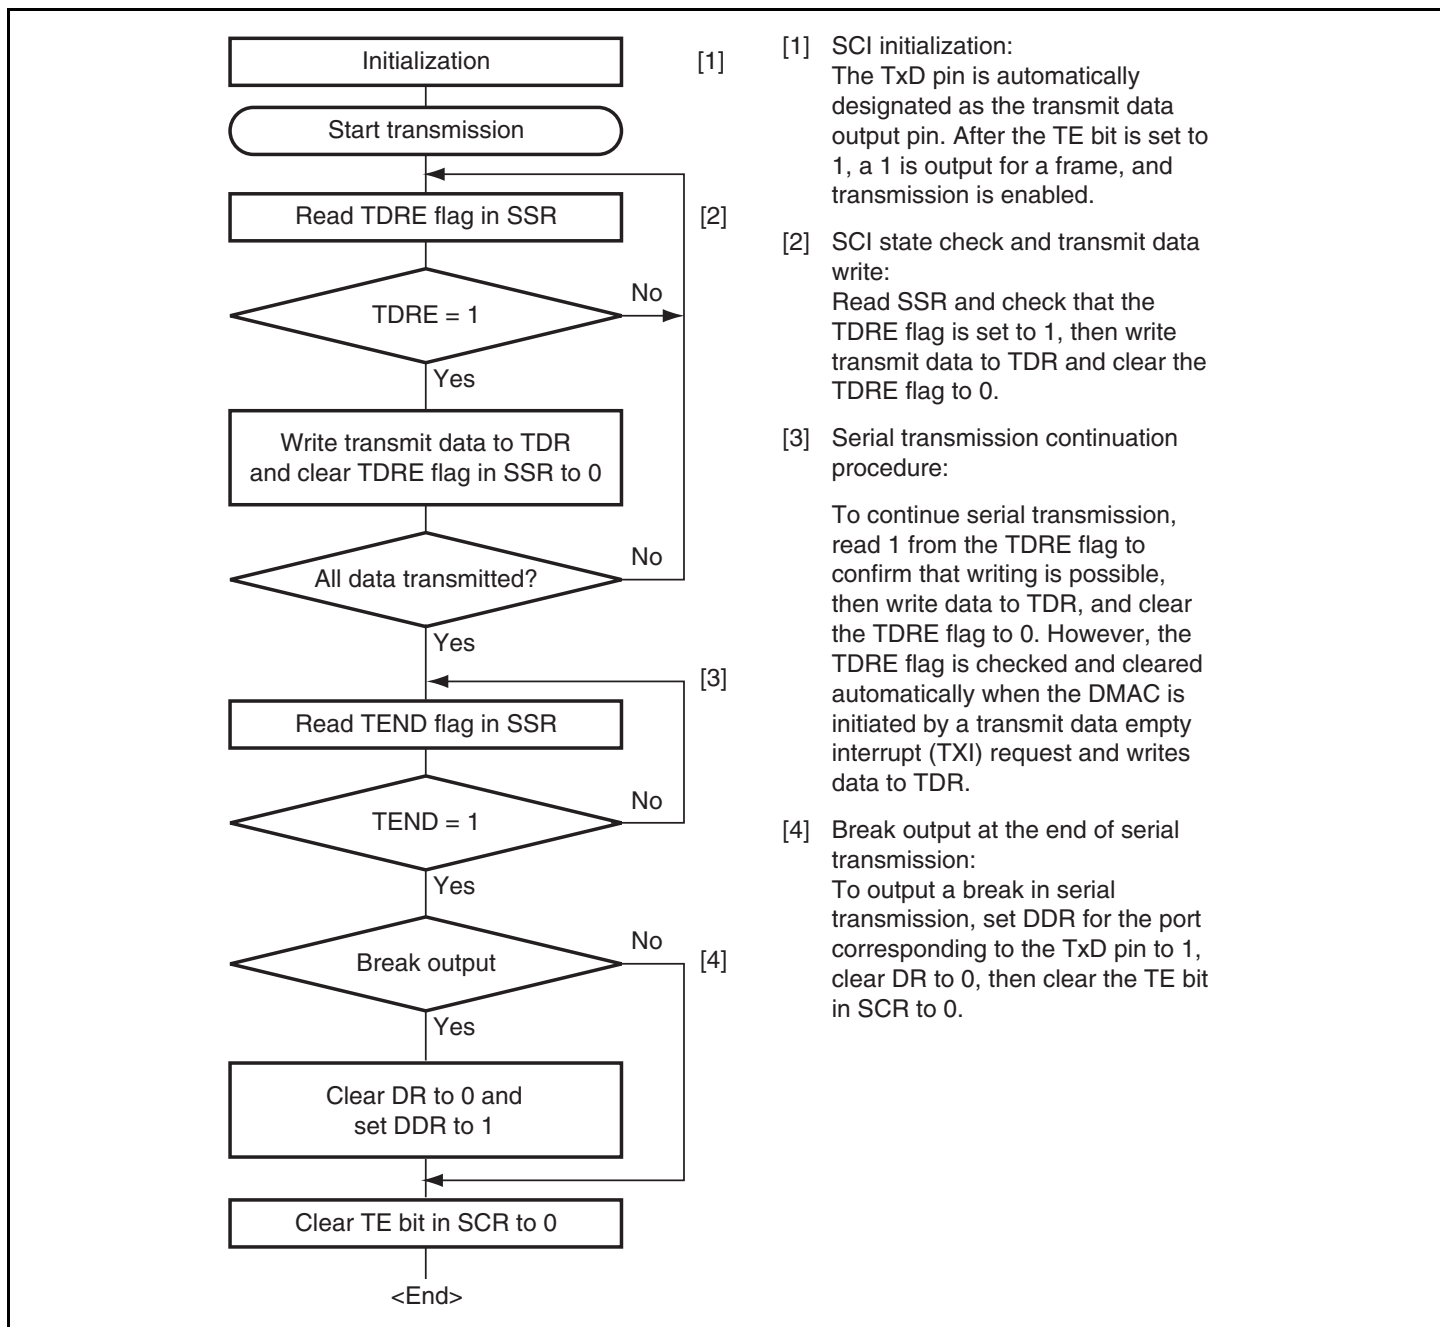 Initialization
[1]
Start transmission
Read TDRE flag in SSR
[2]
TDRE = 1
No
Yes
Write transmit data to TDR
and clear TDRE flag in SSR to 0
All data transmitted?
No
Yes
[3]
Read TEND flag in SSR
TEND = 1
No
Yes
Break output
No
[4]
Yes
Clear DR to 0 and
set DDR to 1
Clear TE bit in SCR to 0
<End>
[1] SCI initialization:
The TxD pin is automatically
designated as the transmit data
output pin. After the TE bit is set to
1, a 1 is output for a frame, and
transmission is enabled.
[2] SCI state check and transmit data
write:
Read SSR and check that the
TDRE flag is set to 1, then write
transmit data to TDR and clear the
TDRE flag to 0.
[3] Serial transmission continuation
procedure:
To continue serial transmission,
read 1 from the TDRE flag to
confirm that writing is possible,
then write data to TDR, and clear
the TDRE flag to 0. However, the
TDRE flag is checked and cleared
automatically when the DMAC is
initiated by a transmit data empty
interrupt (TXI) request and writes
data to TDR.
[4] Break output at the end of serial
transmission:
To output a break in serial
transmission, set DDR for the port
corresponding to the TxD pin to 1,
clear DR to 0, then clear the TE bit
in SCR to 0.